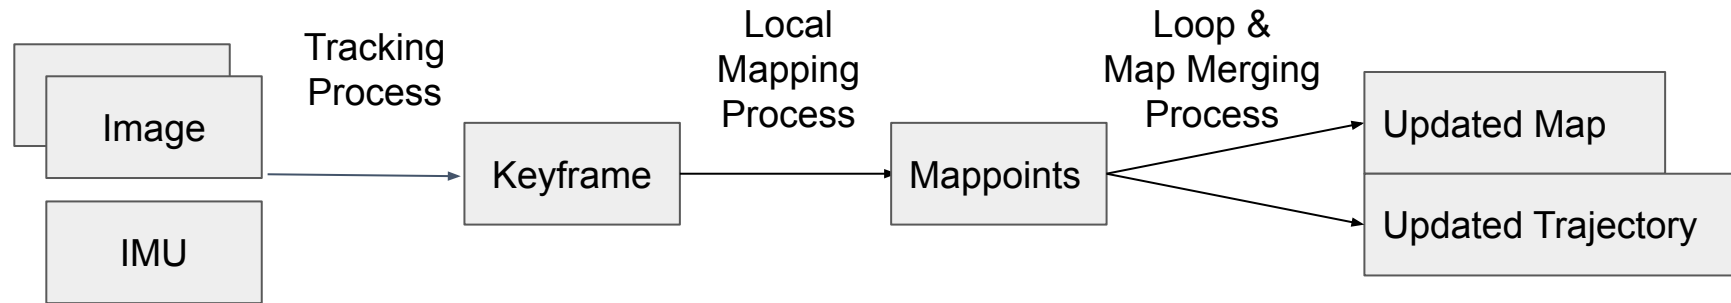 Tracking
Process
Local
Mapping
Process
Loop &
Map Merging
Process
Image
IMU
Keyframe
Mappoints
Updated Map
Updated Trajectory